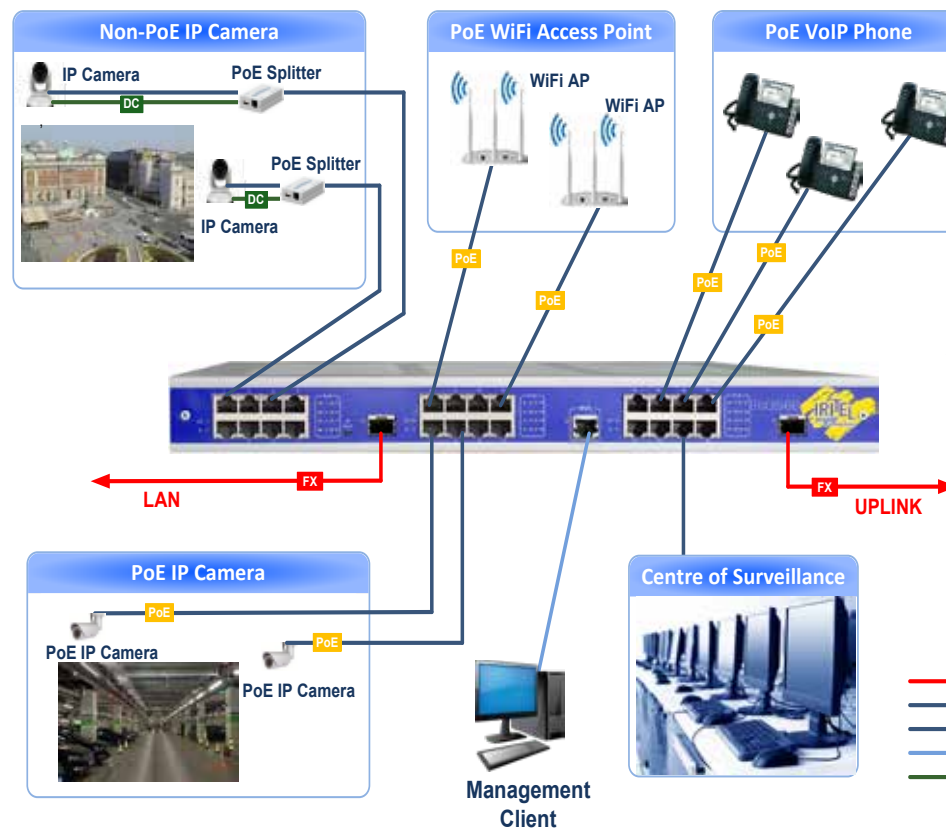 Non-PoE IP Camera
IP Camera
PoE Splitter
DC
PoE Splitter
DC
IP Camera
PoE WiFi Access Point
WiFi AP
WiFi AP
PoE VoIP Phone
PoE
PoE
PoE
PoE
PoE
IRITEL
FX
LAN
FX
UPLINK
PoE IP Camera
PoE
PoE IP Camera
PoE
PoE IP Camera
Management
Client
Centre of Surveillance